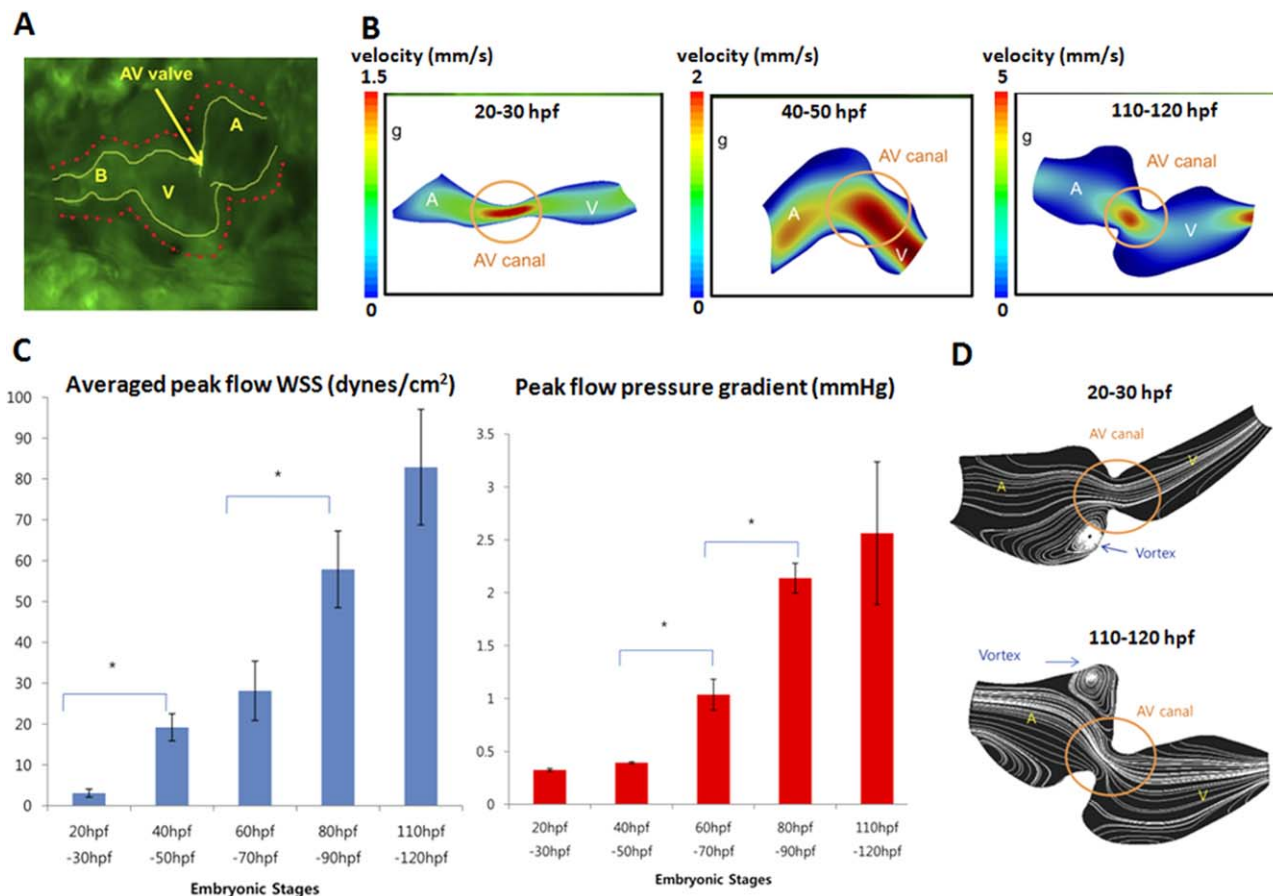 A
AV valve
A
B
V
B
velocity (mm/s)
1.5
20-30 hpf
g
A
V
AV canal
0
velocity (mm/s)
2
40-50 hpf
g
AV canal
A
V
0
velocity (mm/s)
5
110-120 hpf
g
AV canal
A
V
0
C
Averaged peak flow WSS (dynes/cm²)
100
90
80
70
60
50
40
30
20
10
0
*
*
20hpf 40hpf 60hpf 80hpf 110hpf
-30hpf -50hpf -70hpf -90hpf -120hpf
Embryonic Stages
Peak flow pressure gradient (mmHg)
3.5
3
2.5
2
1.5
1
0.5
0
*
*
20hpf 40hpf 60hpf 80hpf 110hpf
-30hpf -50hpf -70hpf -90hpf -120hpf
Embryonic Stages
D
20-30 hpf
AV canal
A
V
Vortex
110-120 hpf
Vortex
AV canal
A
V